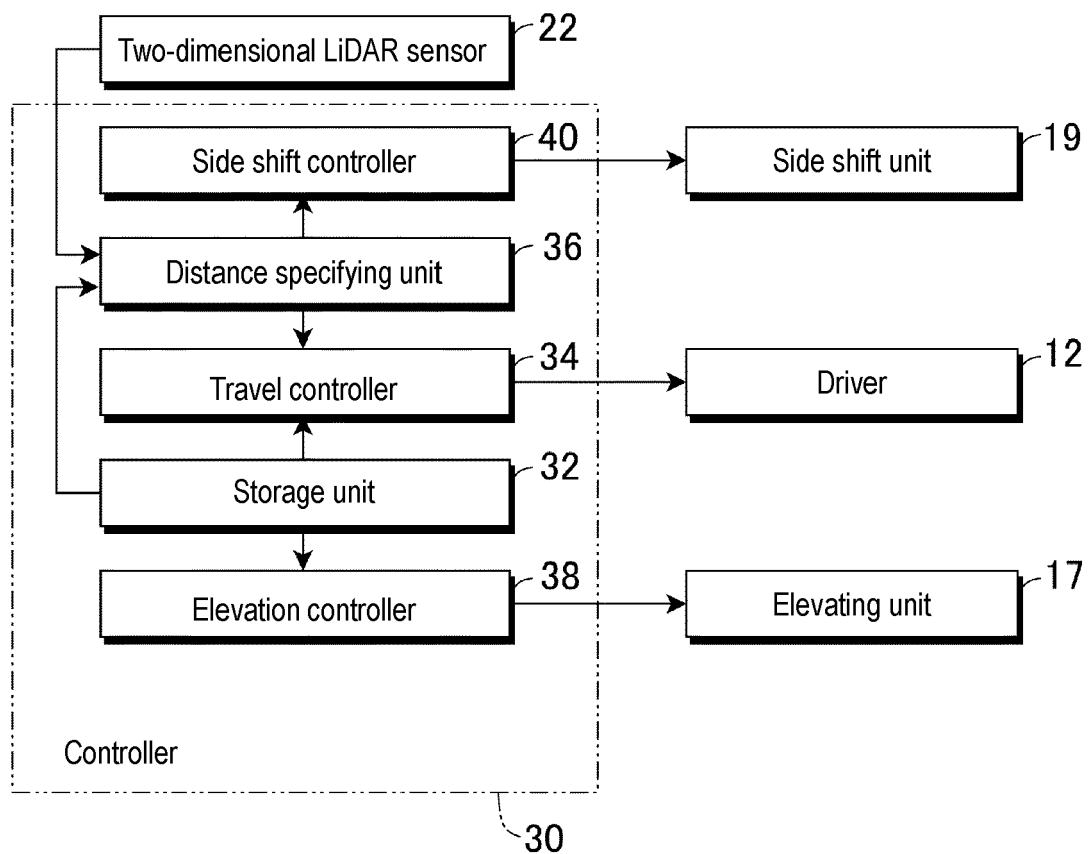 Two-dimensional LiDAR sensor
22
Side shift controller
40
Side shift unit
19
Distance specifying unit
36
Travel controller
34
Driver
12
Storage unit
32
Elevation controller
38
Elevating unit
17
Controller
30